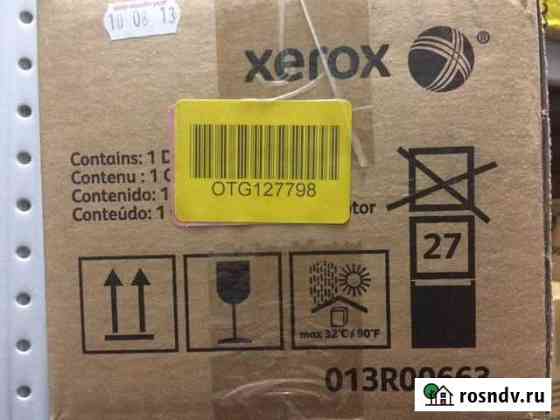 10 08 13
xerox ®
Contains: 1 D
Contenu : 1
Contenido: 1
Conteúdo: 1
otor
OTG127798
27
max 32°C / 90°F
013R00663
rosndv.ru